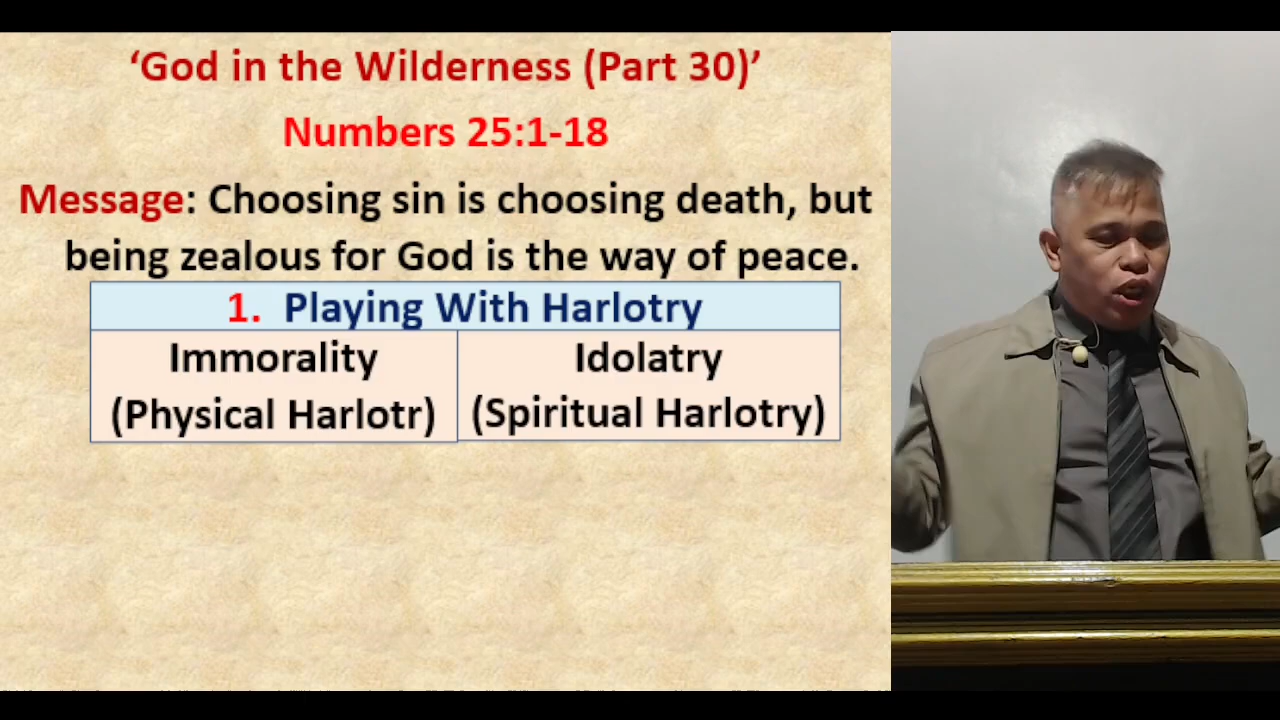 ‘God in the Wilderness (Part 30)’
Numbers 25:1-18
Message: Choosing sin is choosing death, but
being zealous for God is the way of peace.
1. Playing With Harlotry
Immorality
(Physical Harlotr)
Idolatry
(Spiritual Harlotry)